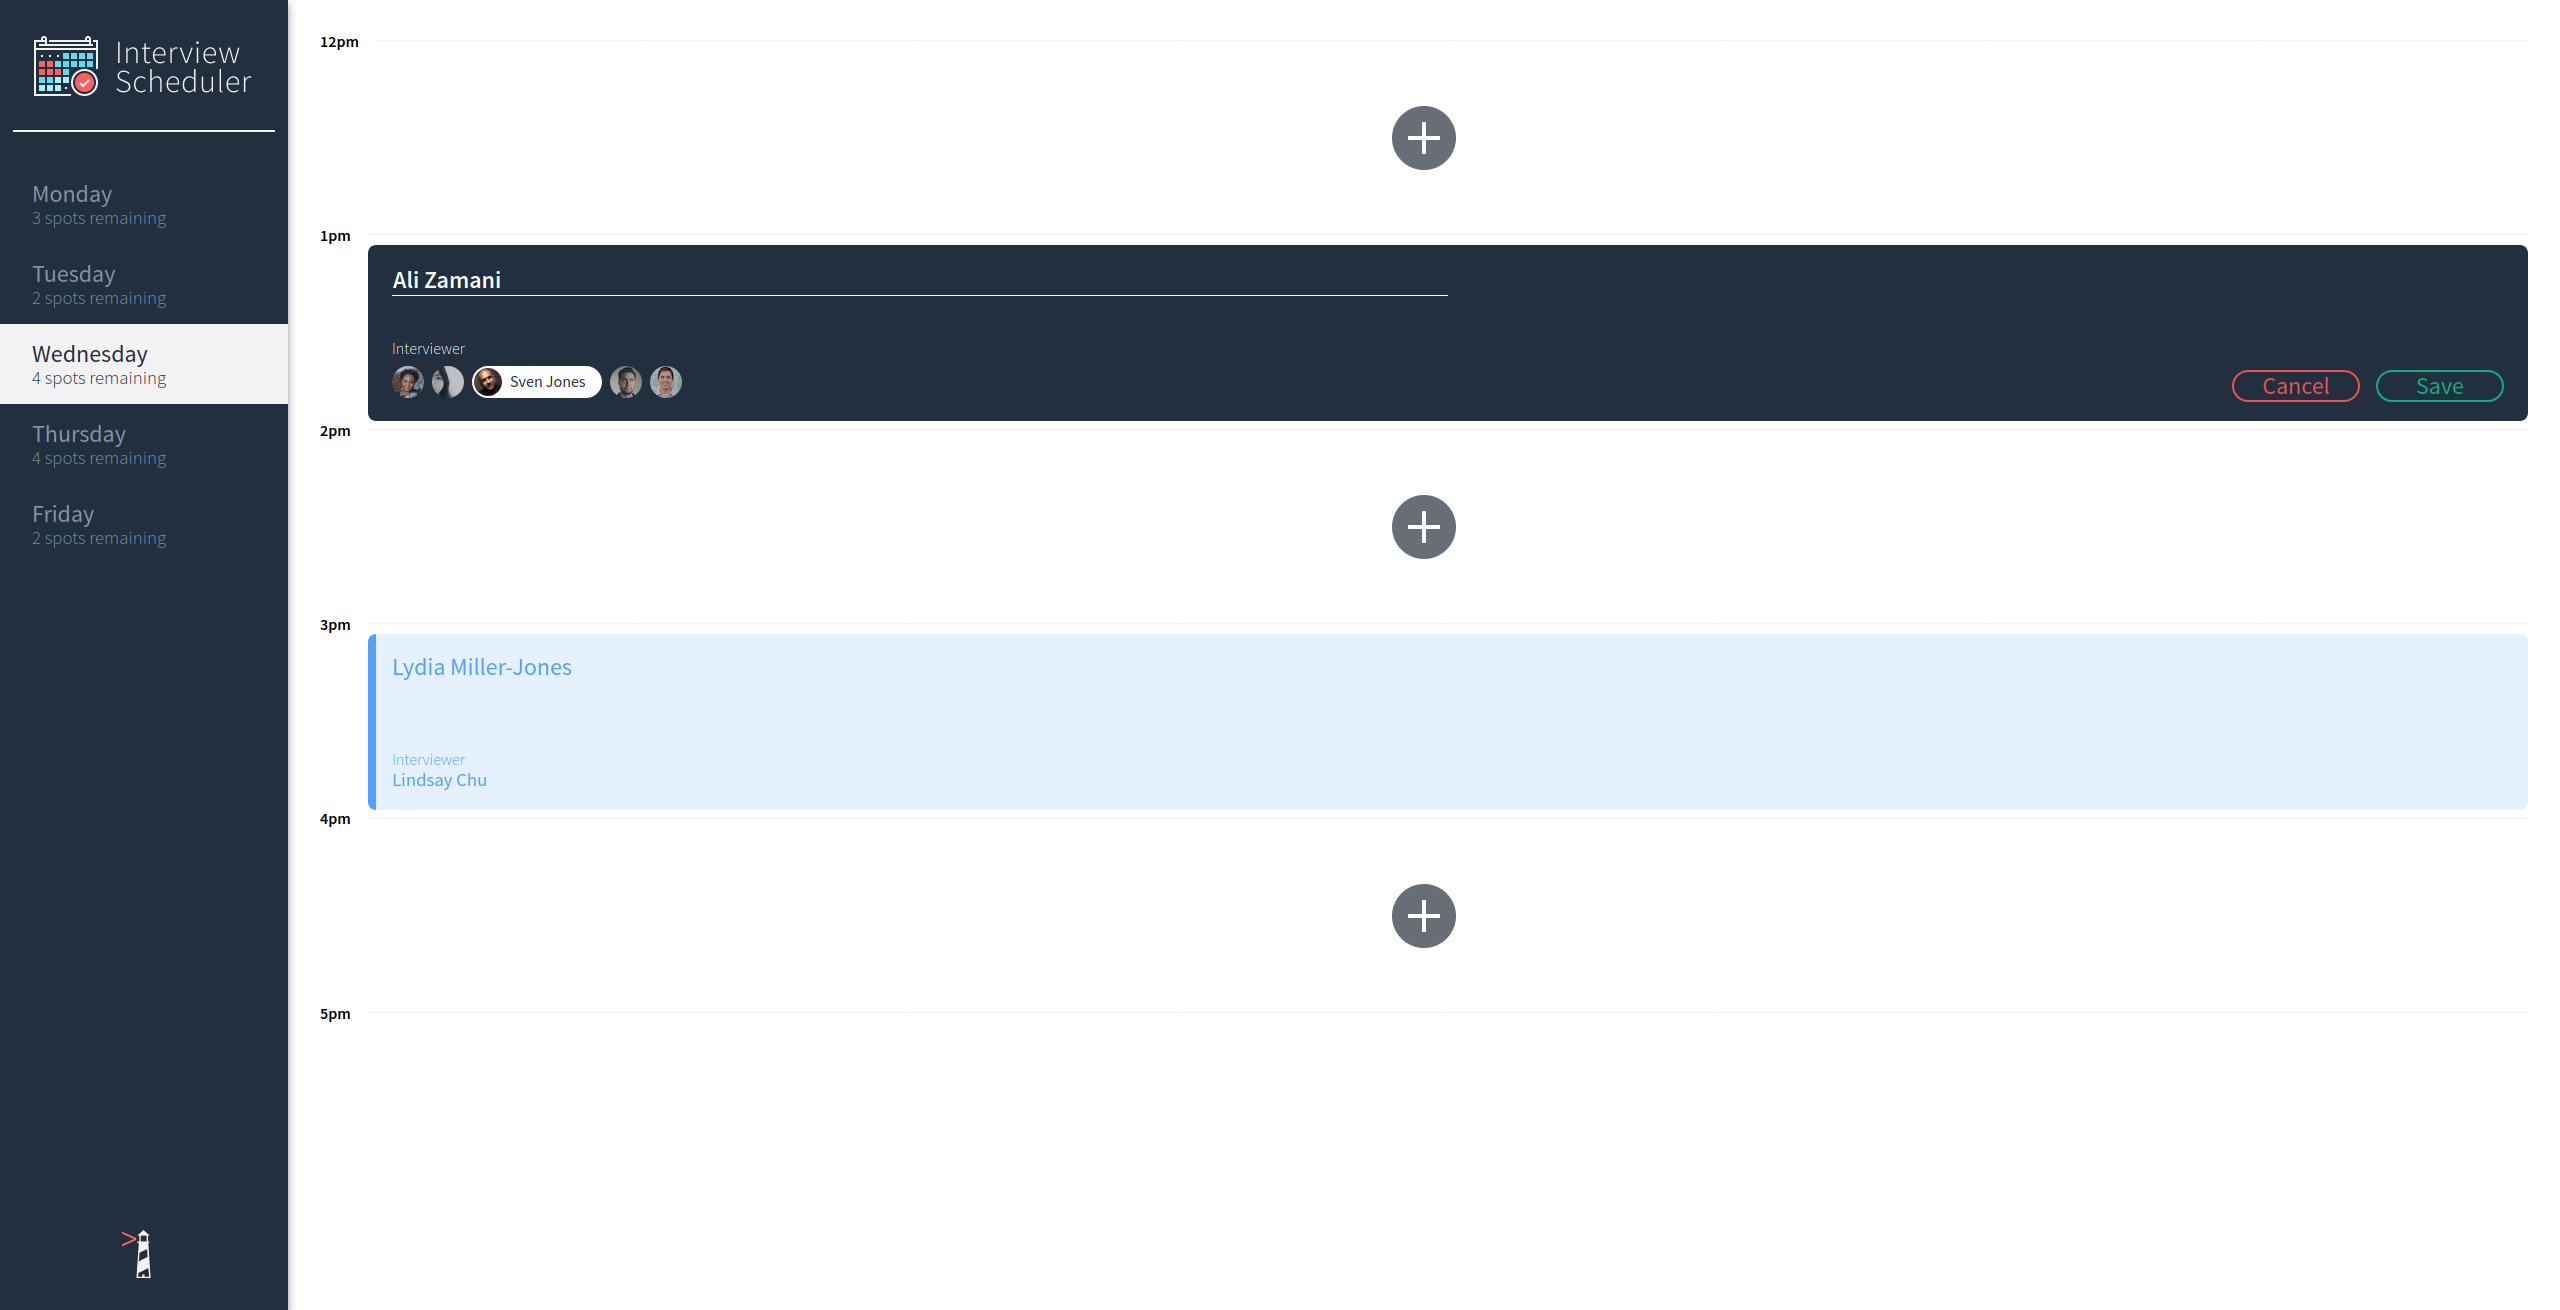 Interview
Scheduler
Monday
3 spots remaining
Tuesday
2 spots remaining
Wednesday
4 spots remaining
Thursday
4 spots remaining
Friday
2 spots remaining
12pm
1pm
Ali Zamani
Interviewer
Sven Jones
Cancel Save
2pm
3pm
Lydia Miller-Jones
Interviewer
Lindsay Chu
4pm
5pm